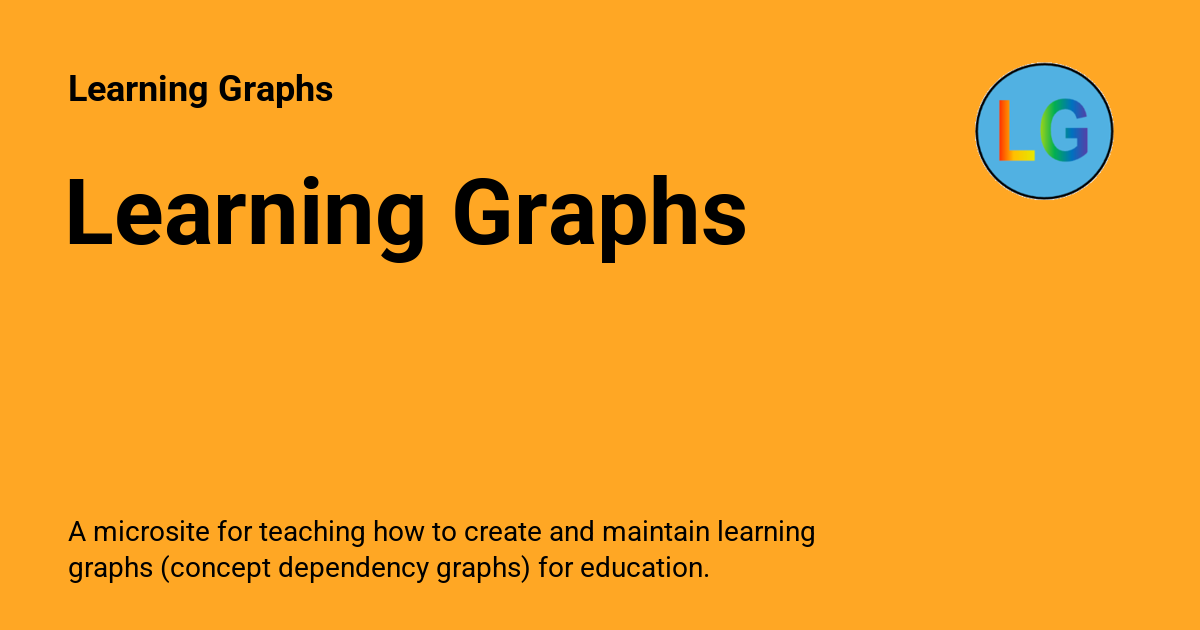 Learning Graphs
LG
Learning Graphs
A microsite for teaching how to create and maintain learning
graphs (concept dependency graphs) for education.